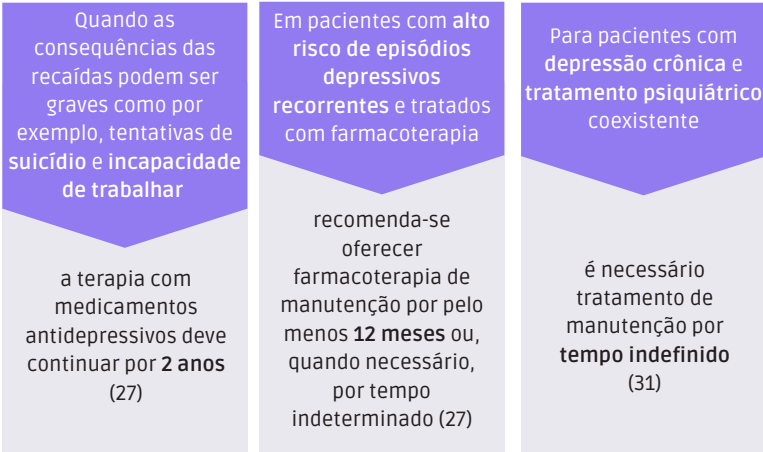 Quando as
consequências das
recaídas podem ser
graves como por
exemplo, tentativas de
suicídio e incapacidade
de trabalhar
a terapia com
medicamentos
antidepressivos deve
continuar por 2 anos
(27)
Em pacientes com alto
risco de episódios
depressivos
recorrentes e tratados
com farmacoterapia
recomenda-se
oferecer
farmacoterapia de
manutenção por pelo
menos 12 meses ou,
quando necessário,
por tempo
indeterminado (27)
Para pacientes com
depressão crônica e
tratamento psiquiátrico
coexistente
é necessário
tratamento de
manutenção por
tempo indefinido
(31)